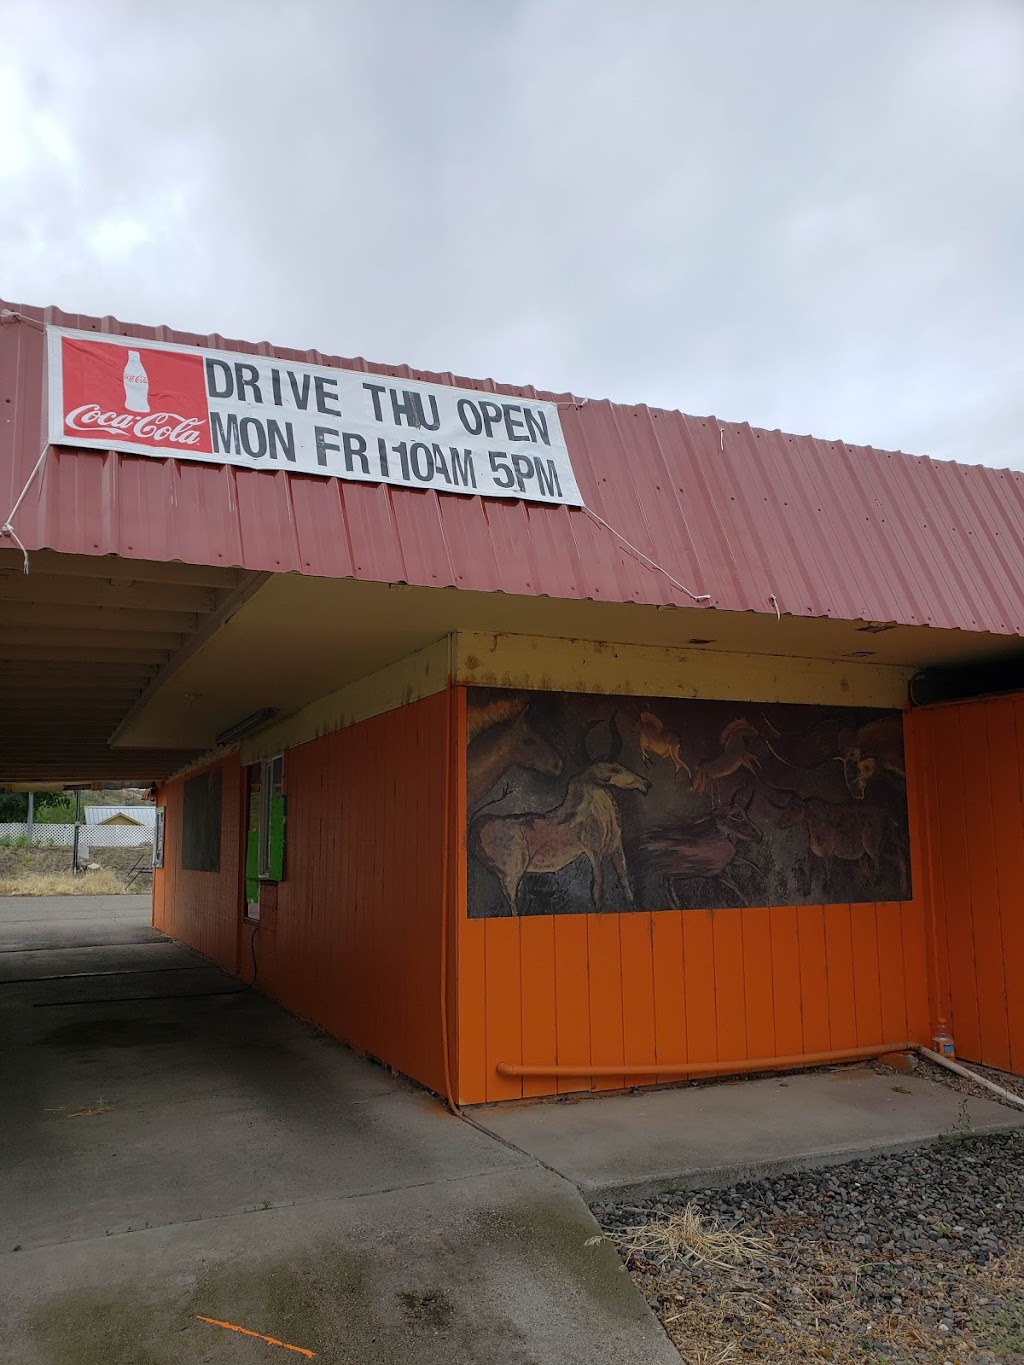 Coca-Cola
Coca-Cola
DRIVE THU OPEN
MON FRI 10AM 5PM